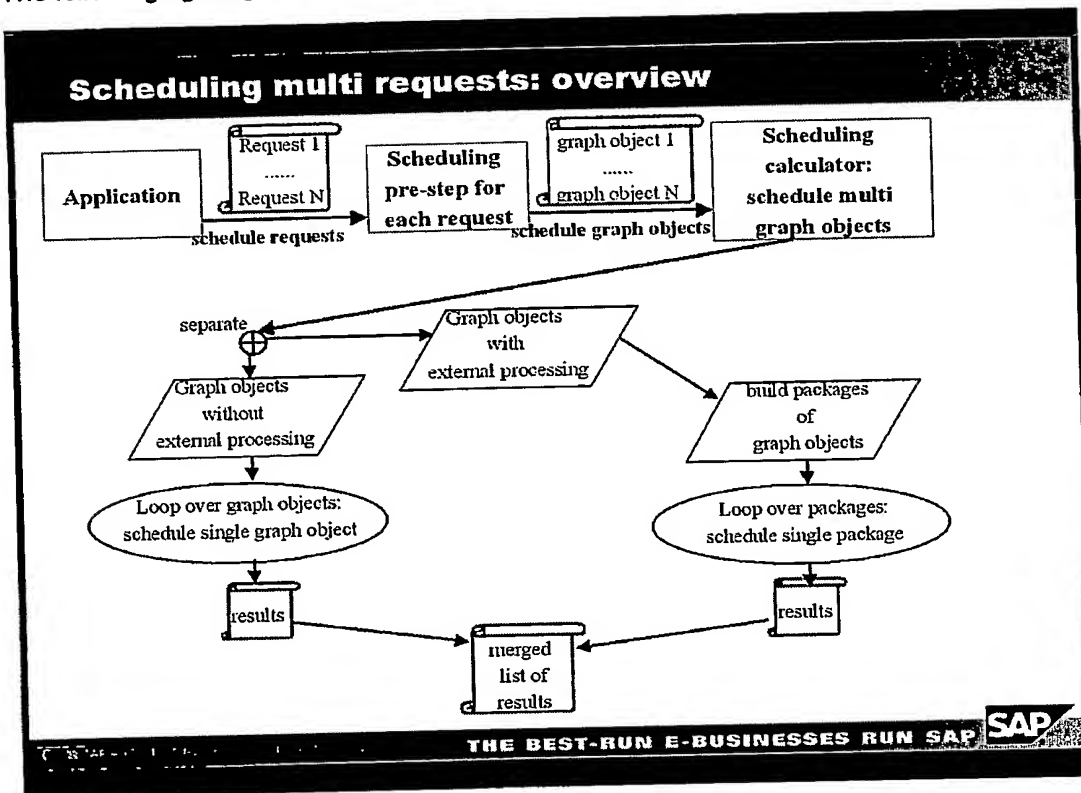 Scheduling multi requests: overview
Application
Request 1
......
Request N
schedule requests
Scheduling
pre-step for
each request
graph object 1
......
graph object N
schedule graph objects
Scheduling
calculator:
schedule multi
graph objects
separate
Graph objects
with
external processing
Graph objects
without
external processing
build packages
of
graph objects
Loop over graph objects:
schedule single graph object
Loop over packages:
schedule single package
results
results
merged
list of
results
THE BEST-RUN E-BUSINESSES RUN SAP
SAP